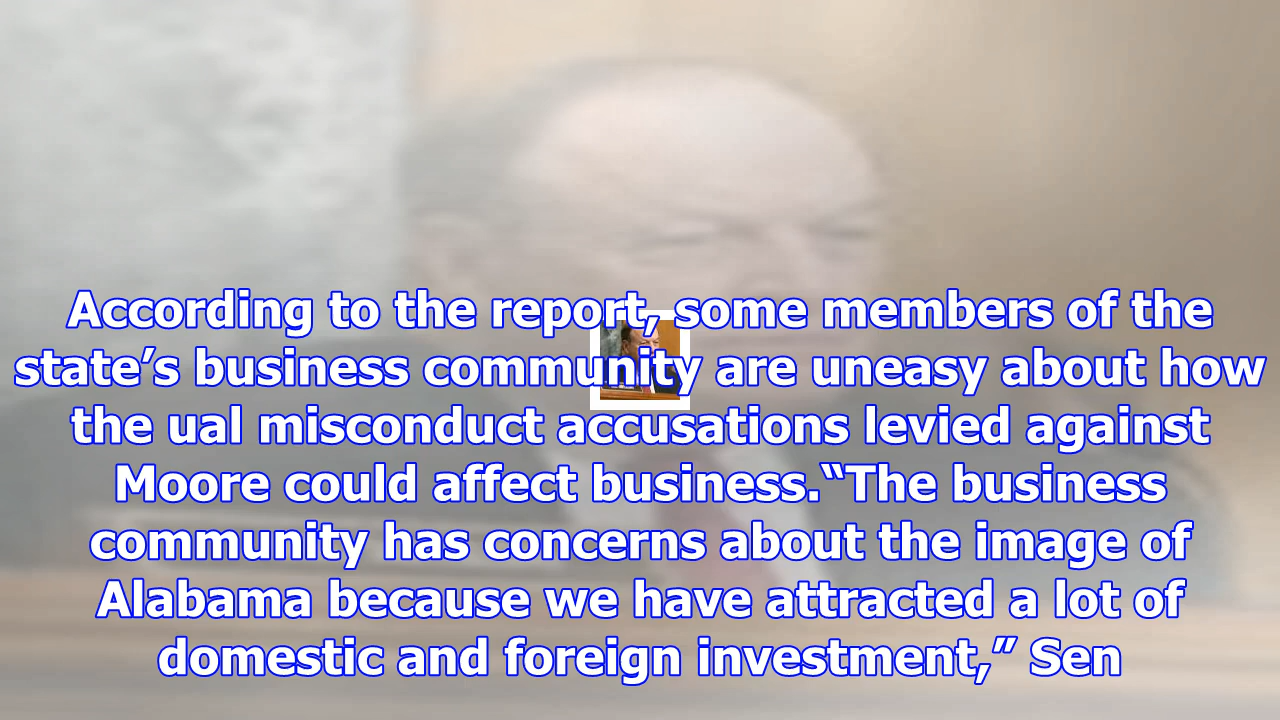 According to the report, some members of the
state’s business community are uneasy about how
the ual misconduct accusations levied against
Moore could affect business.“The business
community has concerns about the image of
Alabama because we have attracted a lot of
domestic and foreign investment,” Sen